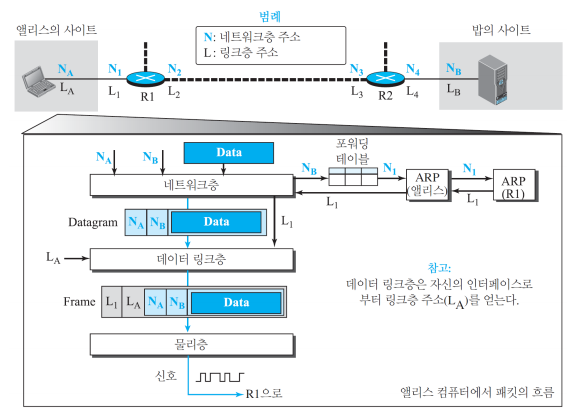 앨리스의 사이트
범례
N: 네트워크층 주소
L: 링크층 주소
밥의 사이트
N_A N_1 N_2 N_3 N_4 N_B
L_A L_1 R1 L_2 L_3 R2 L_4 L_B
N_A N_B Data
네트워크층
N_B
포워딩
테이블
N_1
ARP
(앨리스)
N_1
ARP
(R1)
L_1
L_1
Datagram N_A N_B Data
L_1
L_A
데이터 링크층
참고:
데이터 링크층은 자신의 인터페이스로
부터 링크층 주소(L_A)를 얻는다.
Frame L_1 L_A N_A N_B Data
물리층
신호
R1으로
앨리스 컴퓨터에서 패킷의 흐름